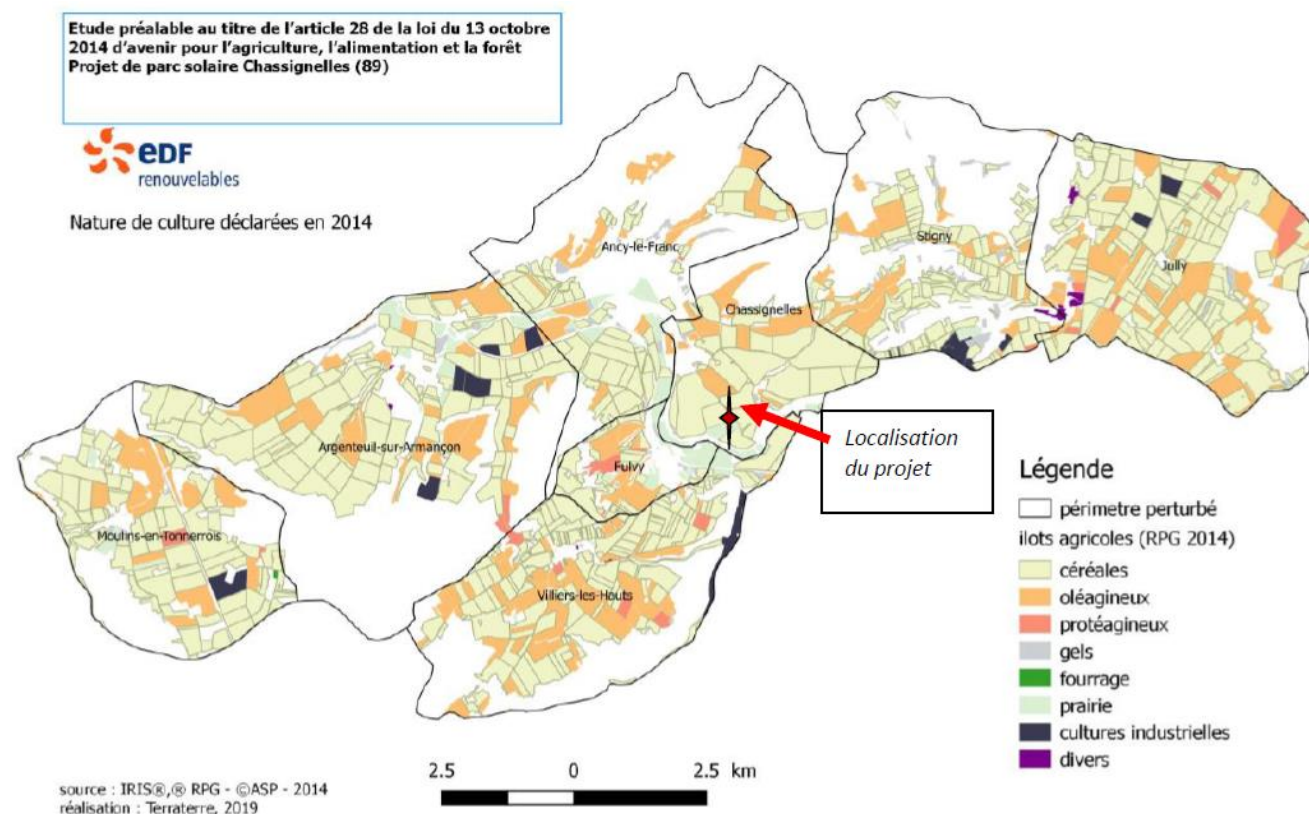 Etude préalable au titre de l'article 28 de la loi du 13 octobre
2014 d'avenir pour l'agriculture, l'alimentation et la forêt
Projet de parc solaire Chassignelles (89)
eDF
renouvelables
Nature de culture déclarées en 2014
Ancy-le-Franc
Stigny
Jully
Chassignelles
Argenteuil-sur-Armançon
Fulvy
Moulins-en-Tonnerrois
Villiers-les-Houts
Localisation
du projet
Légende
périmetre perturbé
ilots agricoles (RPG 2014)
céréales
oléagineux
protéagineux
gels
fourrage
prairie
cultures industrielles
divers
2.5 0 2.5 km
source : IRIS®,® RPG - ©ASP - 2014
réalisation : Terraterre, 2019